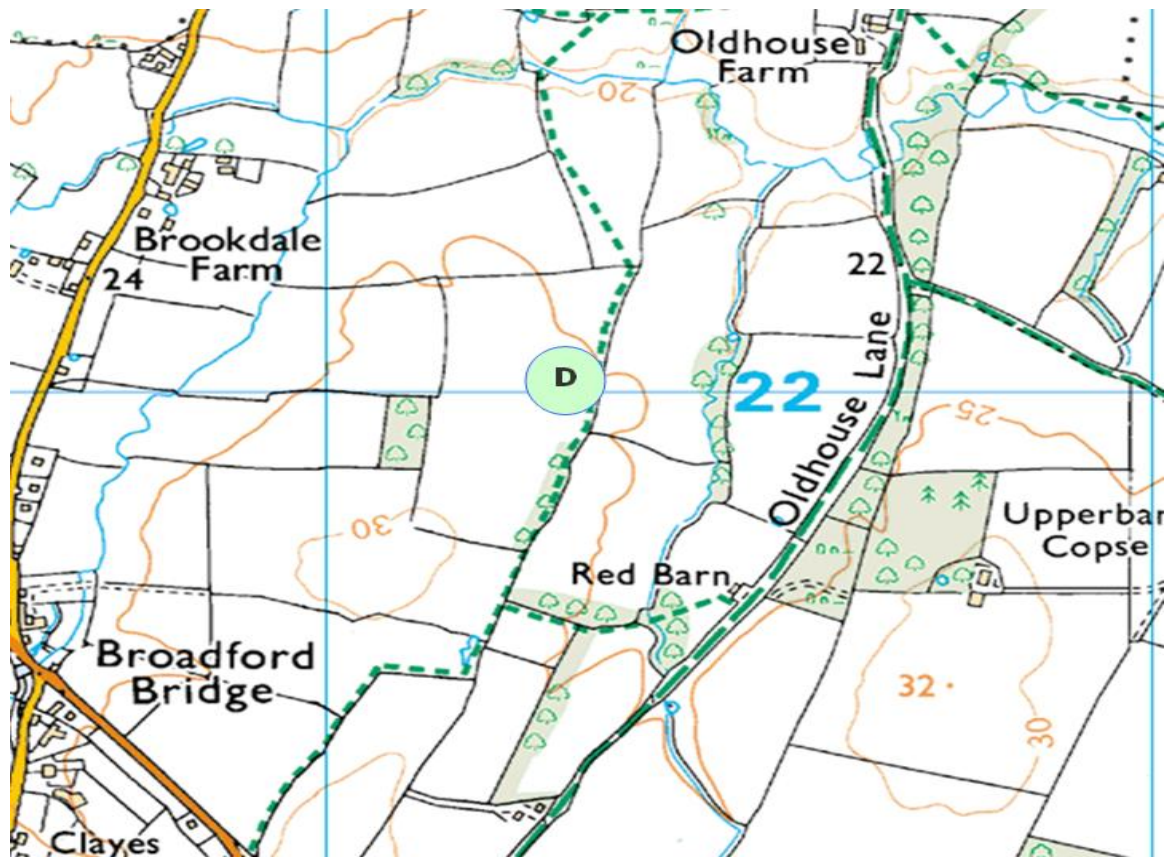 Oldhouse
Farm
20
Brookdale
Farm
24
22
D
22
Oldhouse Lane
25
30
Upperbar
Copse
Red Barn
Broadford
Bridge
32
30
Clayes